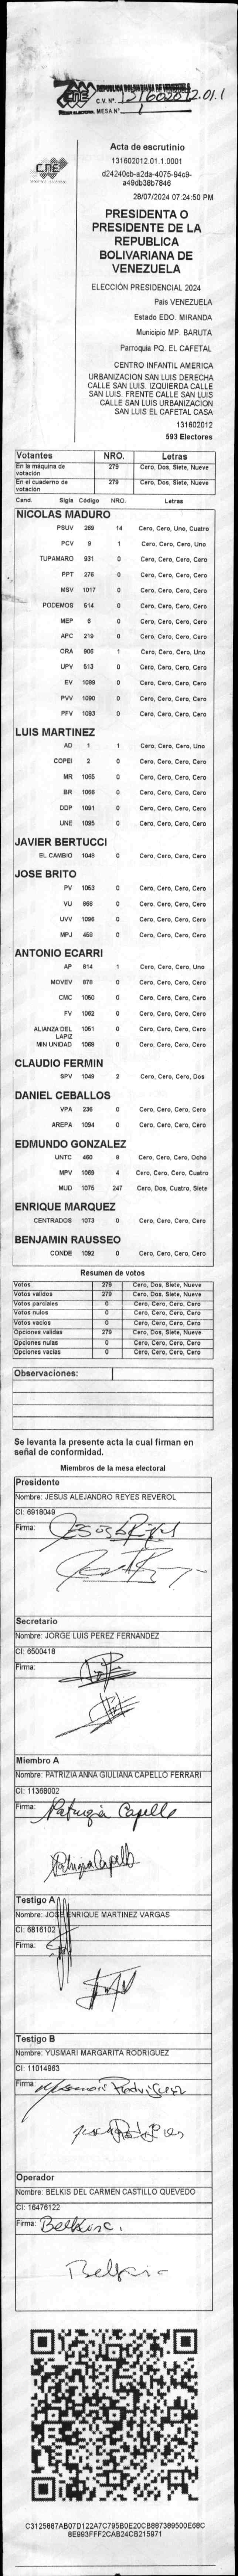 REPUBLICA BOLIVARIANA DE VENEZUELA
CNE
C.V. Nº. 131602012.01.1
PODER ELECTORAL MESA Nº 1
CNE
Acta de escrutinio
131602012.01.1.0001
d24240cb-a2da-4075-94c9-
a49db38b7846
28/07/2024 07:24:50 PM
PRESIDENTA O
PRESIDENTE DE LA
REPUBLICA
BOLIVARIANA DE
VENEZUELA
ELECCIÓN PRESIDENCIAL 2024
País VENEZUELA
Estado EDO. MIRANDA
Municipio MP. BARUTA
Parroquia PQ. EL CAFETAL
CENTRO INFANTIL AMERICA
URBANIZACION SAN LUIS DERECHA
CALLE SAN LUIS. IZQUIERDA CALLE
SAN LUIS. FRENTE CALLE SAN LUIS
CALLE SAN LUIS URBANIZACION
SAN LUIS EL CAFETAL CASA
131602012
593 Electores
Votantes NRO. Letras
En la máquina de votación 279 Cero, Dos, Siete, Nueve
En el cuaderno de votación 279 Cero, Dos, Siete, Nueve
Cand. Sigla Código NRO. Letras
NICOLAS MADURO
PSUV 269 14 Cero, Cero, Uno, Cuatro
PCV 9 1 Cero, Cero, Cero, Uno
TUPAMARO 931 0 Cero, Cero, Cero, Cero
PPT 276 0 Cero, Cero, Cero, Cero
MSV 1017 0 Cero, Cero, Cero, Cero
PODEMOS 514 0 Cero, Cero, Cero, Cero
MEP 6 0 Cero, Cero, Cero, Cero
APC 219 0 Cero, Cero, Cero, Cero
ORA 906 1 Cero, Cero, Cero, Uno
UPV 513 0 Cero, Cero, Cero, Cero
EV 1089 0 Cero, Cero, Cero, Cero
PVV 1090 0 Cero, Cero, Cero, Cero
PFV 1093 0 Cero, Cero, Cero, Cero
LUIS MARTINEZ
AD 1 1 Cero, Cero, Cero, Uno
COPEI 2 0 Cero, Cero, Cero, Cero
MR 1065 0 Cero, Cero, Cero, Cero
BR 1066 0 Cero, Cero, Cero, Cero
DDP 1091 0 Cero, Cero, Cero, Cero
UNE 1095 0 Cero, Cero, Cero, Cero
JAVIER BERTUCCI
EL CAMBIO 1048 0 Cero, Cero, Cero, Cero
JOSE BRITO
PV 1053 0 Cero, Cero, Cero, Cero
VU 868 0 Cero, Cero, Cero, Cero
UVV 1096 0 Cero, Cero, Cero, Cero
MPJ 458 0 Cero, Cero, Cero, Cero
ANTONIO ECARRI
AP 814 1 Cero, Cero, Cero, Uno
MOVEV 878 0 Cero, Cero, Cero, Cero
CMC 1050 0 Cero, Cero, Cero, Cero
FV 1062 0 Cero, Cero, Cero, Cero
ALIANZA DEL LAPIZ 1051 0 Cero, Cero, Cero, Cero
MIN UNIDAD 1068 0 Cero, Cero, Cero, Cero
CLAUDIO FERMIN
SPV 1049 2 Cero, Cero, Cero, Dos
DANIEL CEBALLOS
VPA 236 0 Cero, Cero, Cero, Cero
AREPA 1094 0 Cero, Cero, Cero, Cero
EDMUNDO GONZALEZ
UNTC 460 8 Cero, Cero, Cero, Ocho
MPV 1069 4 Cero, Cero, Cero, Cuatro
MUD 1075 247 Cero, Dos, Cuatro, Siete
ENRIQUE MARQUEZ
CENTRADOS 1073 0 Cero, Cero, Cero, Cero
BENJAMIN RAUSSEO
CONDE 1092 0 Cero, Cero, Cero, Cero
Resumen de votos
Votos 279 Cero, Dos, Siete, Nueve
Votos validos 279 Cero, Dos, Siete, Nueve
Votos parciales 0 Cero, Cero, Cero, Cero
Votos nulos 0 Cero, Cero, Cero, Cero
Votos vacios 0 Cero, Cero, Cero, Cero
Opciones validas 279 Cero, Dos, Siete, Nueve
Opciones nulas 0 Cero, Cero, Cero, Cero
Opciones vacias 0 Cero, Cero, Cero, Cero
Observaciones:
Se levanta la presente acta la cual firman en
señal de conformidad.
Miembros de la mesa electoral
Presidente
Nombre: JESUS ALEJANDRO REYES REVEROL
CI: 6918049
Firma:
Secretario
Nombre: JORGE LUIS PEREZ FERNANDEZ
CI: 6500418
Firma:
Miembro A
Nombre: PATRIZIA ANNA GIULIANA CAPELLO FERRARI
CI: 11368002
Firma: Patrizia Capello
Patrizia Capello
Testigo A
Nombre: JOSE ENRIQUE MARTINEZ VARGAS
CI: 6816102
Firma:
Testigo B
Nombre: YUSMARI MARGARITA RODRIGUEZ
CI: 11014963
Firma: Rodriguez
Operador
Nombre: BELKIS DEL CARMEN CASTILLO QUEVEDO
CI: 16476122
Firma: Belkis C.
Belkis
C3125887AB07D122A7C795B0E20CB887389500E68C
8E993FFF2CAB24CB215971